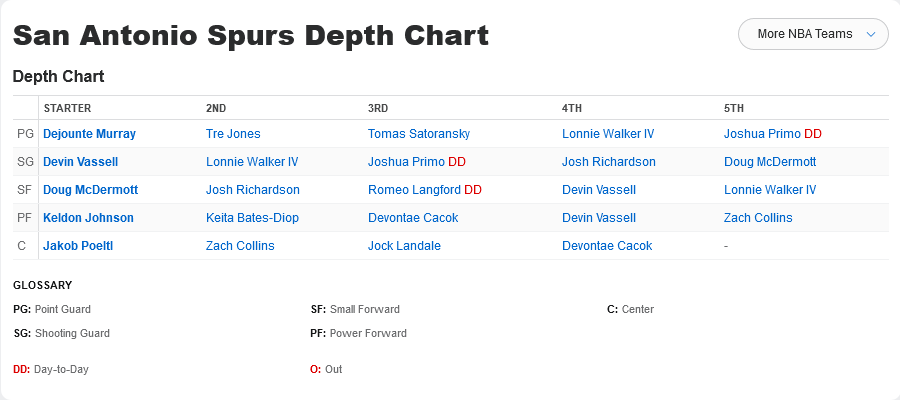 San Antonio Spurs Depth Chart
More NBA Teams
Depth Chart
STARTER 2ND 3RD 4TH 5TH
PG Dejounte Murray Tre Jones Tomas Satoransky Lonnie Walker IV Joshua Primo DD
SG Devin Vassell Lonnie Walker IV Joshua Primo DD Josh Richardson Doug McDermott
SF Doug McDermott Josh Richardson Romeo Langford DD Devin Vassell Lonnie Walker IV
PF Keldon Johnson Keita Bates-Diop Devontae Cacok Devin Vassell Zach Collins
C Jakob Poeltl Zach Collins Jock Landale Devontae Cacok -
GLOSSARY
PG: Point Guard SF: Small Forward C: Center
SG: Shooting Guard PF: Power Forward
DD: Day-to-Day O: Out